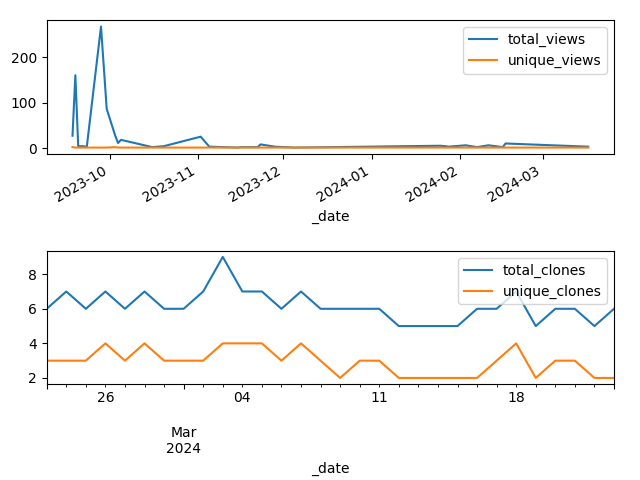 200
100
0
total_views
unique_views
2023-10
2023-11
2023-12
2024-01
2024-02
2024-03
_date
8
6
4
2
total_clones
unique_clones
26
04
11
18
Mar
2024
_date